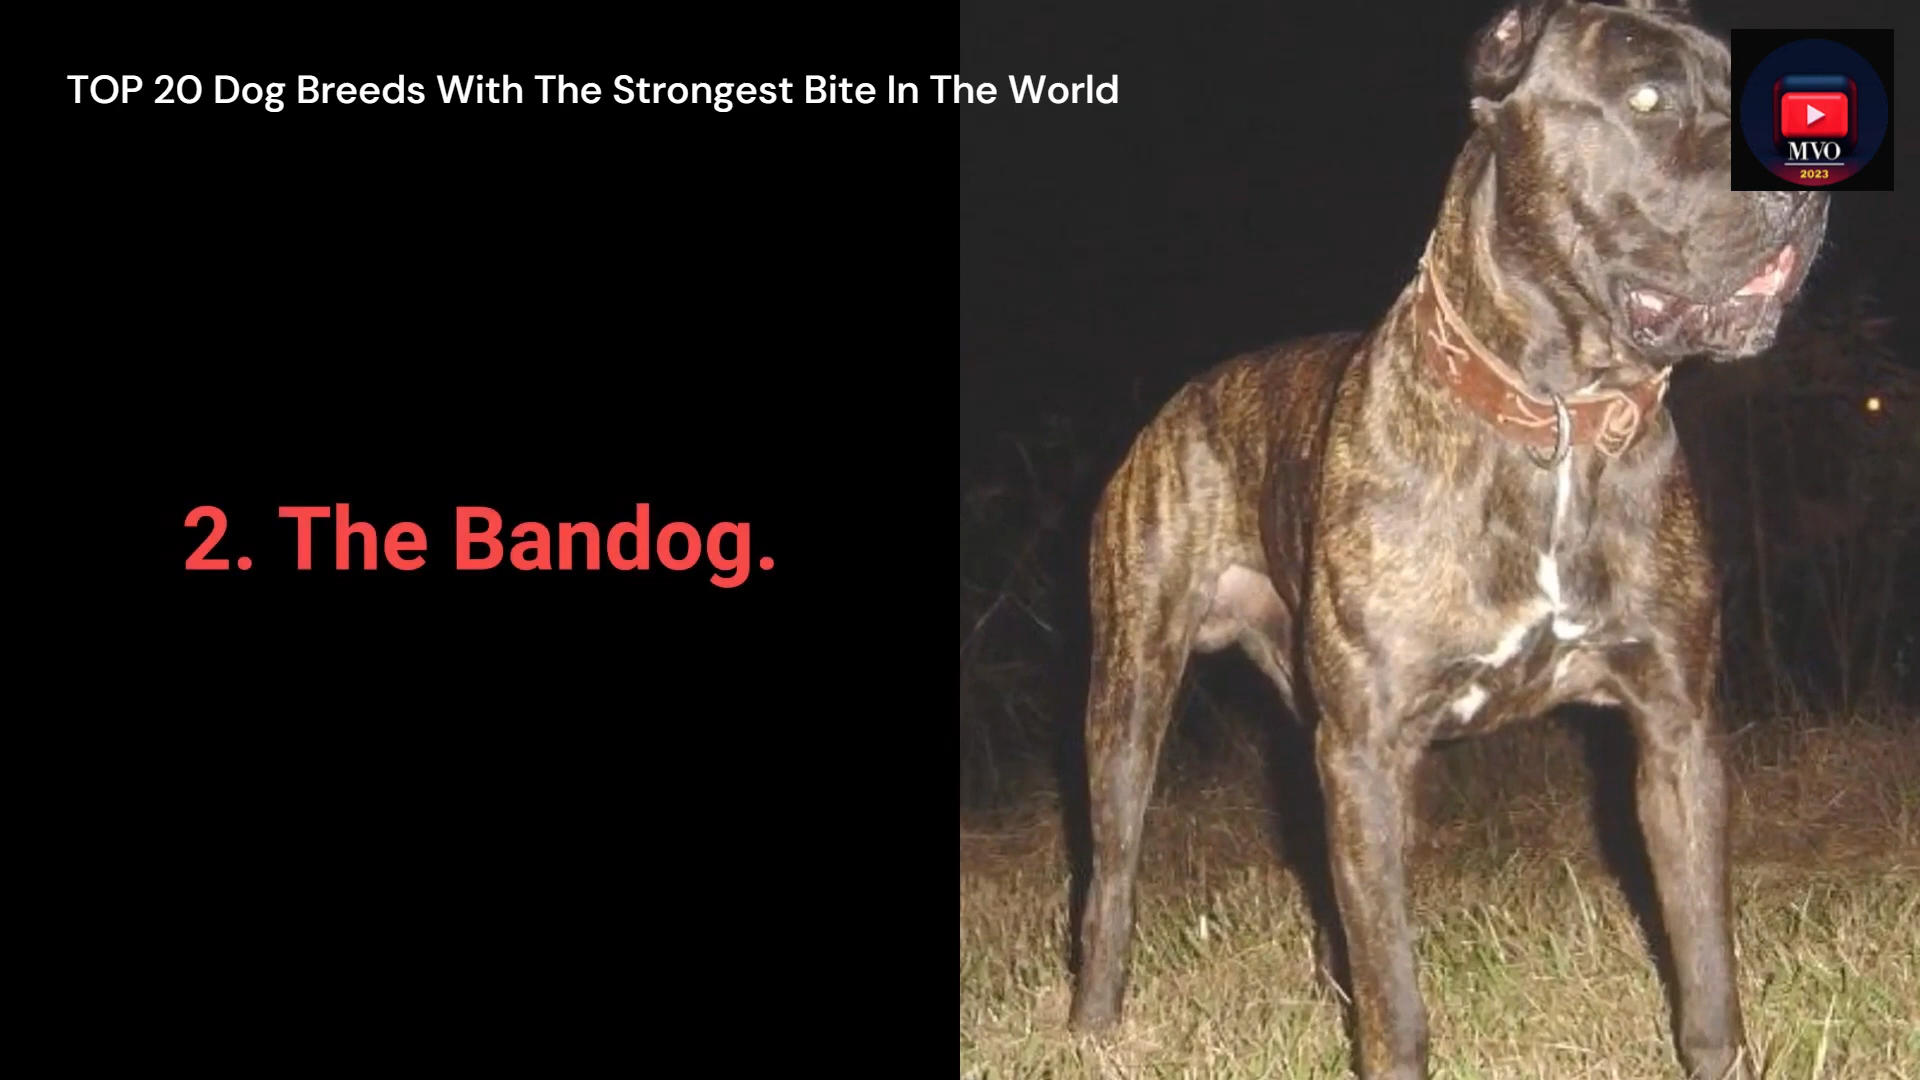 TOP 20 Dog Breeds With The Strongest Bite In The World
MVO
2023
2. The Bandog.